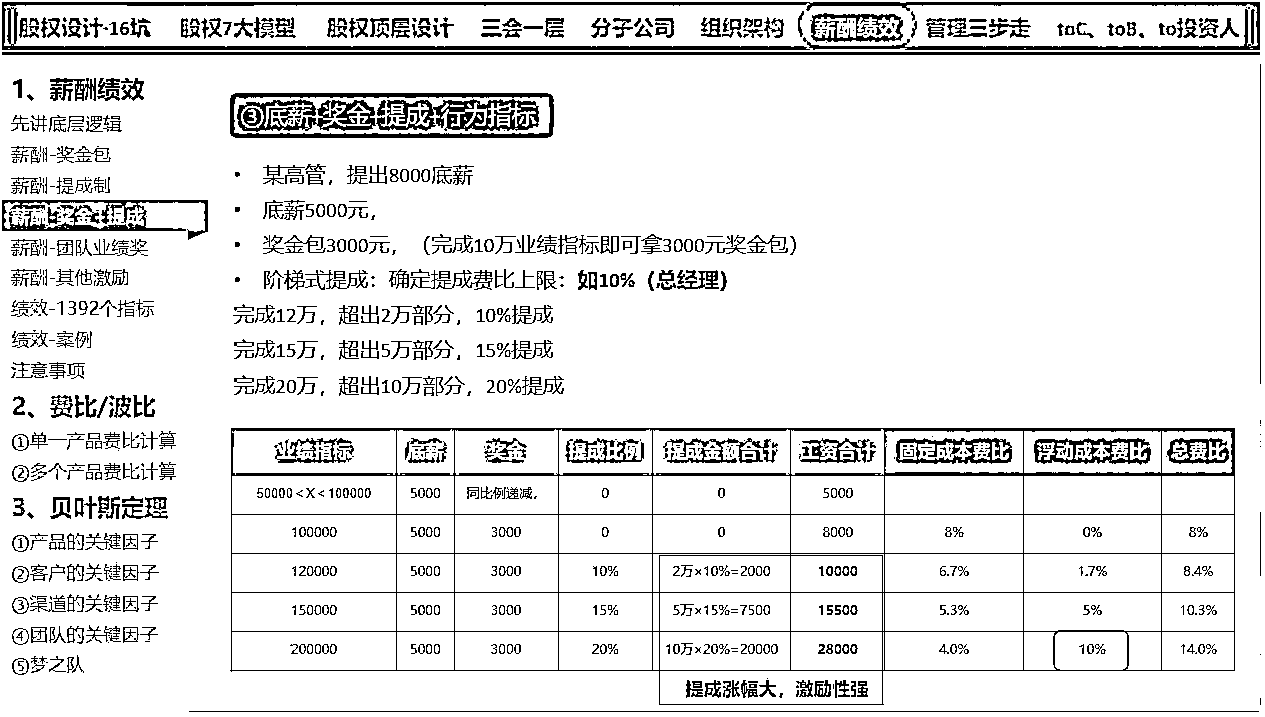 股权设计-16坑 股权7大模型 股权顶层设计 三会一层 分子公司 组织架构 薪酬绩效 管理三步走 toC、toB、to投资人
1、薪酬绩效
先讲底层逻辑
薪酬-奖金包
薪酬-提成制
薪酬-奖金+提成
薪酬-团队业绩奖
薪酬-其他激励
绩效-1392个指标
绩效-案例
注意事项
2、费比/波比
①单一产品费比计算
②多个产品费比计算
3、贝叶斯定理
①产品的关键因子
②客户的关键因子
③渠道的关键因子
④团队的关键因子
⑤梦之队
③底薪+奖金+提成+行为指标
• 某高管，提出8000底薪
• 底薪5000元，
• 奖金包3000元，（完成10万业绩指标即可拿3000元奖金包）
• 阶梯式提成：确定提成费比上限：如10%（总经理）
完成12万，超出2万部分，10%提成
完成15万，超出5万部分，15%提成
完成20万，超出10万部分，20%提成
业绩指标 底薪 奖金 提成比例 提成金额合计 工资合计 固定成本费比 浮动成本费比 总费比
50000＜X＜100000 5000 同比例递减， 0 0 5000
100000 5000 3000 0 0 8000 8% 0% 8%
120000 5000 3000 10% 2万×10%=2000 10000 6.7% 1.7% 8.4%
150000 5000 3000 15% 5万×15%=7500 15500 5.3% 5% 10.3%
200000 5000 3000 20% 10万×20%=20000 28000 4.0% 10% 14.0%
提成涨幅大，激励性强